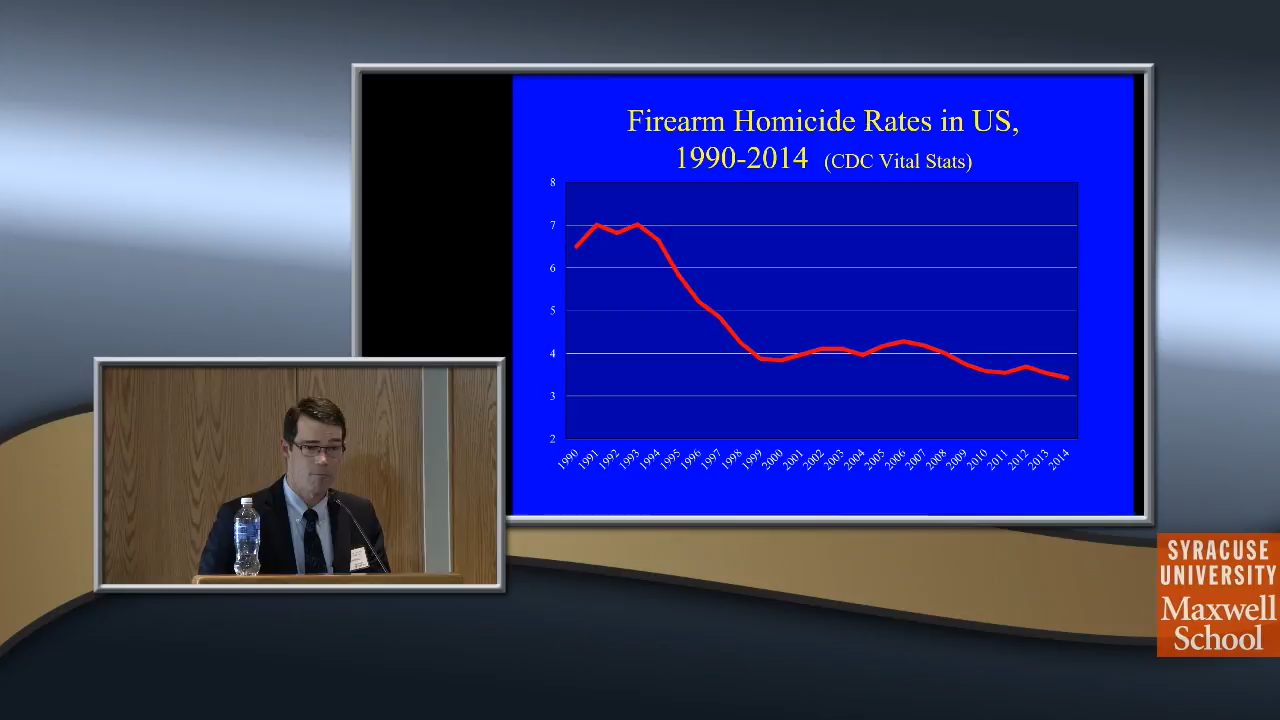 Firearm Homicide Rates in US,
1990-2014 (CDC Vital Stats)
8
7
6
5
4
3
2
1990 1991 1992 1993 1994 1995 1996 1997 1998 1999 2000 2001 2002 2003 2004 2005 2006 2007 2008 2009 2010 2011 2012 2013 2014
SYRACUSE
UNIVERSITY
Maxwell
School